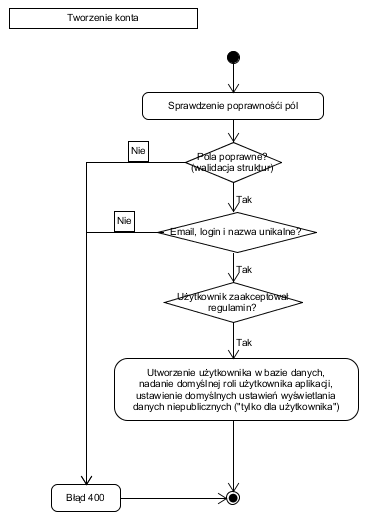 Tworzenie konta
Sprawdzenie poprawnośći pól
Pola poprawne?
(walidacja struktur)
Nie
Tak
Email, login i nazwa unikalne?
Nie
Tak
Użytkownik zaakceptował
regulamin?
Tak
Utworzenie użytkownika w bazie danych,
nadanie domyślnej roli użytkownika aplikacji,
ustawienie domyślnych ustawień wyświetlania
danych niepublicznych ("tylko dla użytkownika")
Błąd 400